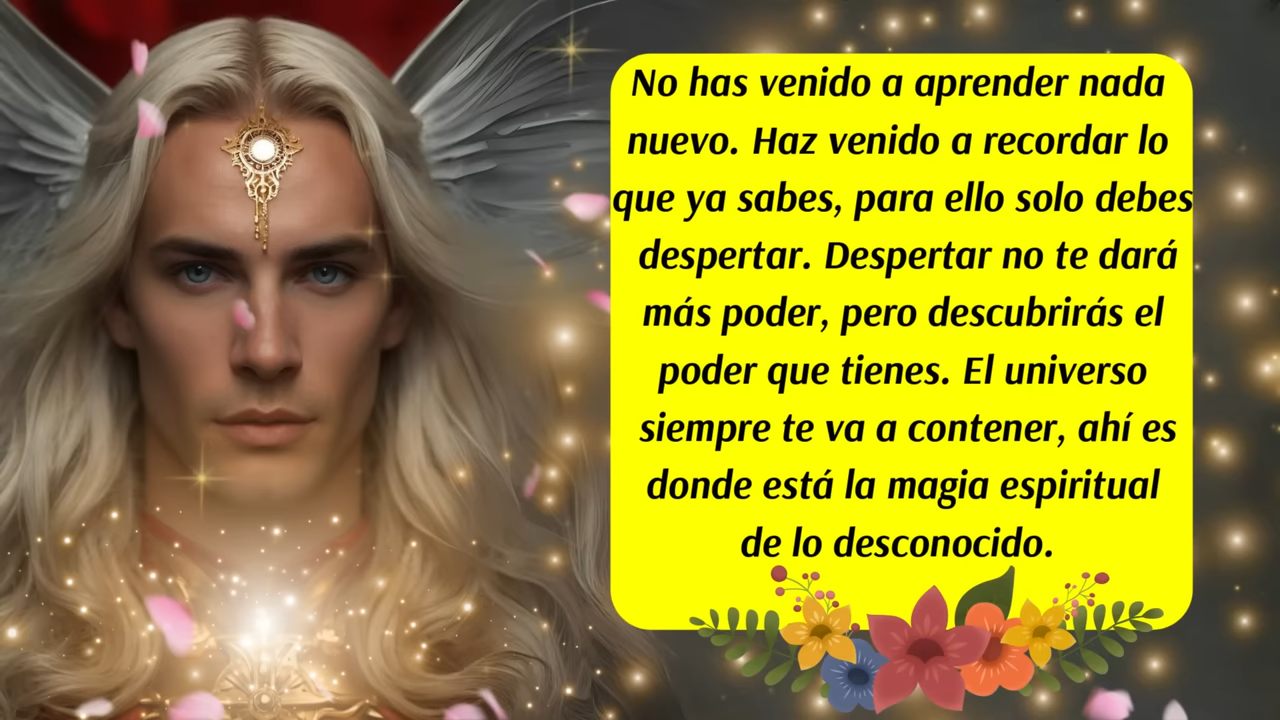 No has venido a aprender nada
nuevo. Haz venido a recordar lo
que ya sabes, para ello solo debes
despertar. Despertar no te dará
más poder, pero descubrirás el
poder que tienes. El universo
siempre te va a contener, ahí es
donde está la magia espiritual
de lo desconocido.